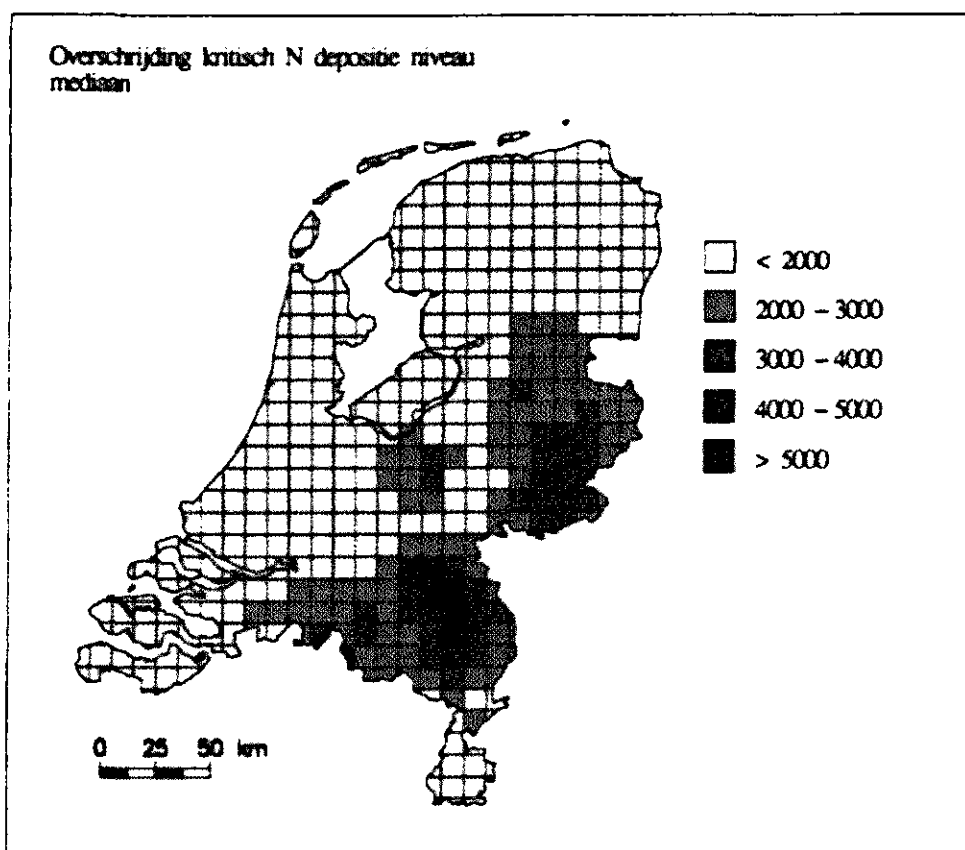 Overschrijding kritisch N depositie niveau
mediaan
< 2000
2000 - 3000
3000 - 4000
4000 - 5000
> 5000
0 25 50 km